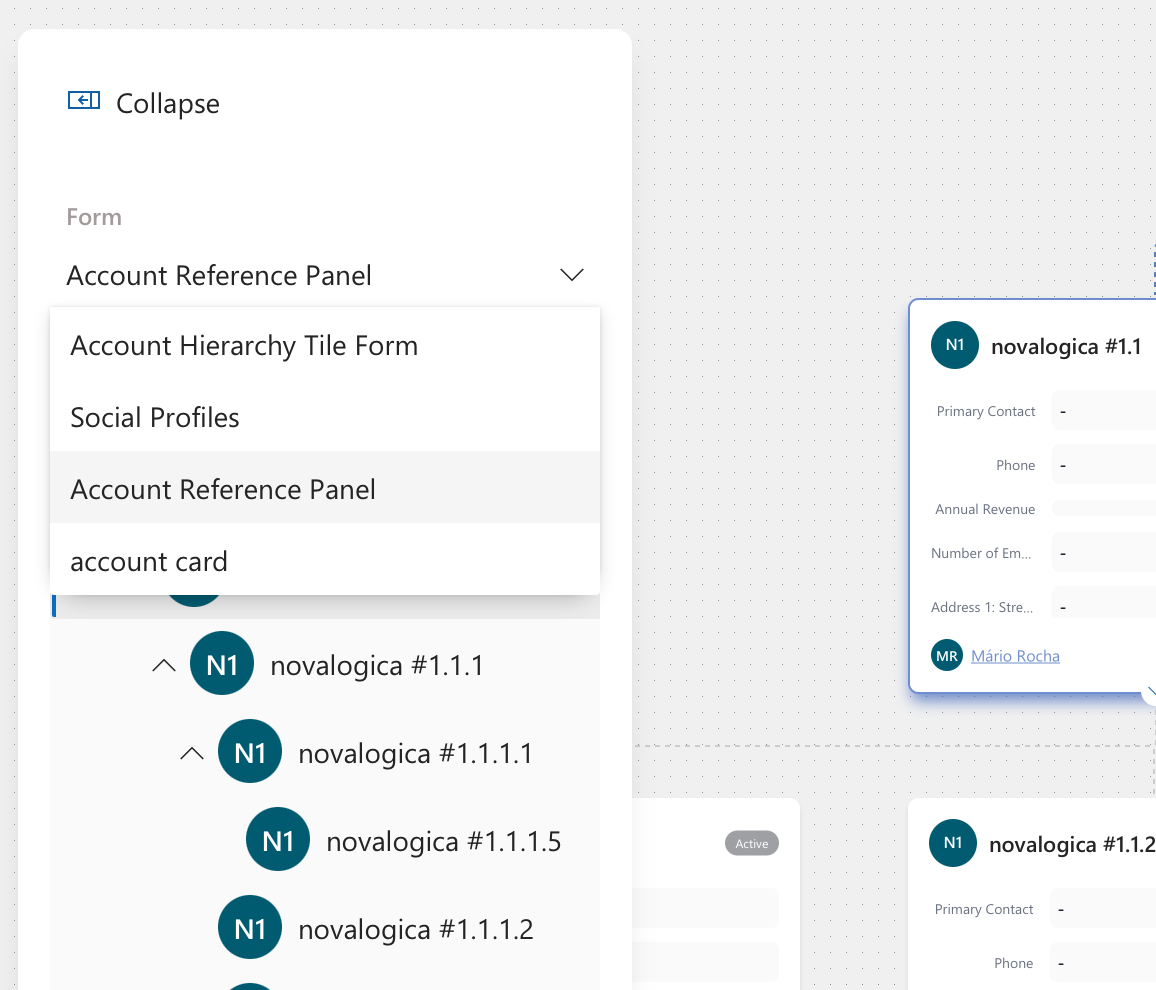 Collapse
Form
Account Reference Panel
Account Hierarchy Tile Form
Social Profiles
Account Reference Panel
account card
N1 novalogica #1.1.1
N1 novalogica #1.1.1.1
N1 novalogica #1.1.1.5
N1 novalogica #1.1.1.2
N1 novalogica #1.1
Primary Contact -
Phone -
Annual Revenue
Number of Em... -
Address 1: Stre... -
MR Mário Rocha
Active
N1 novalogica #1.1.2
Primary Contact -
Phone -